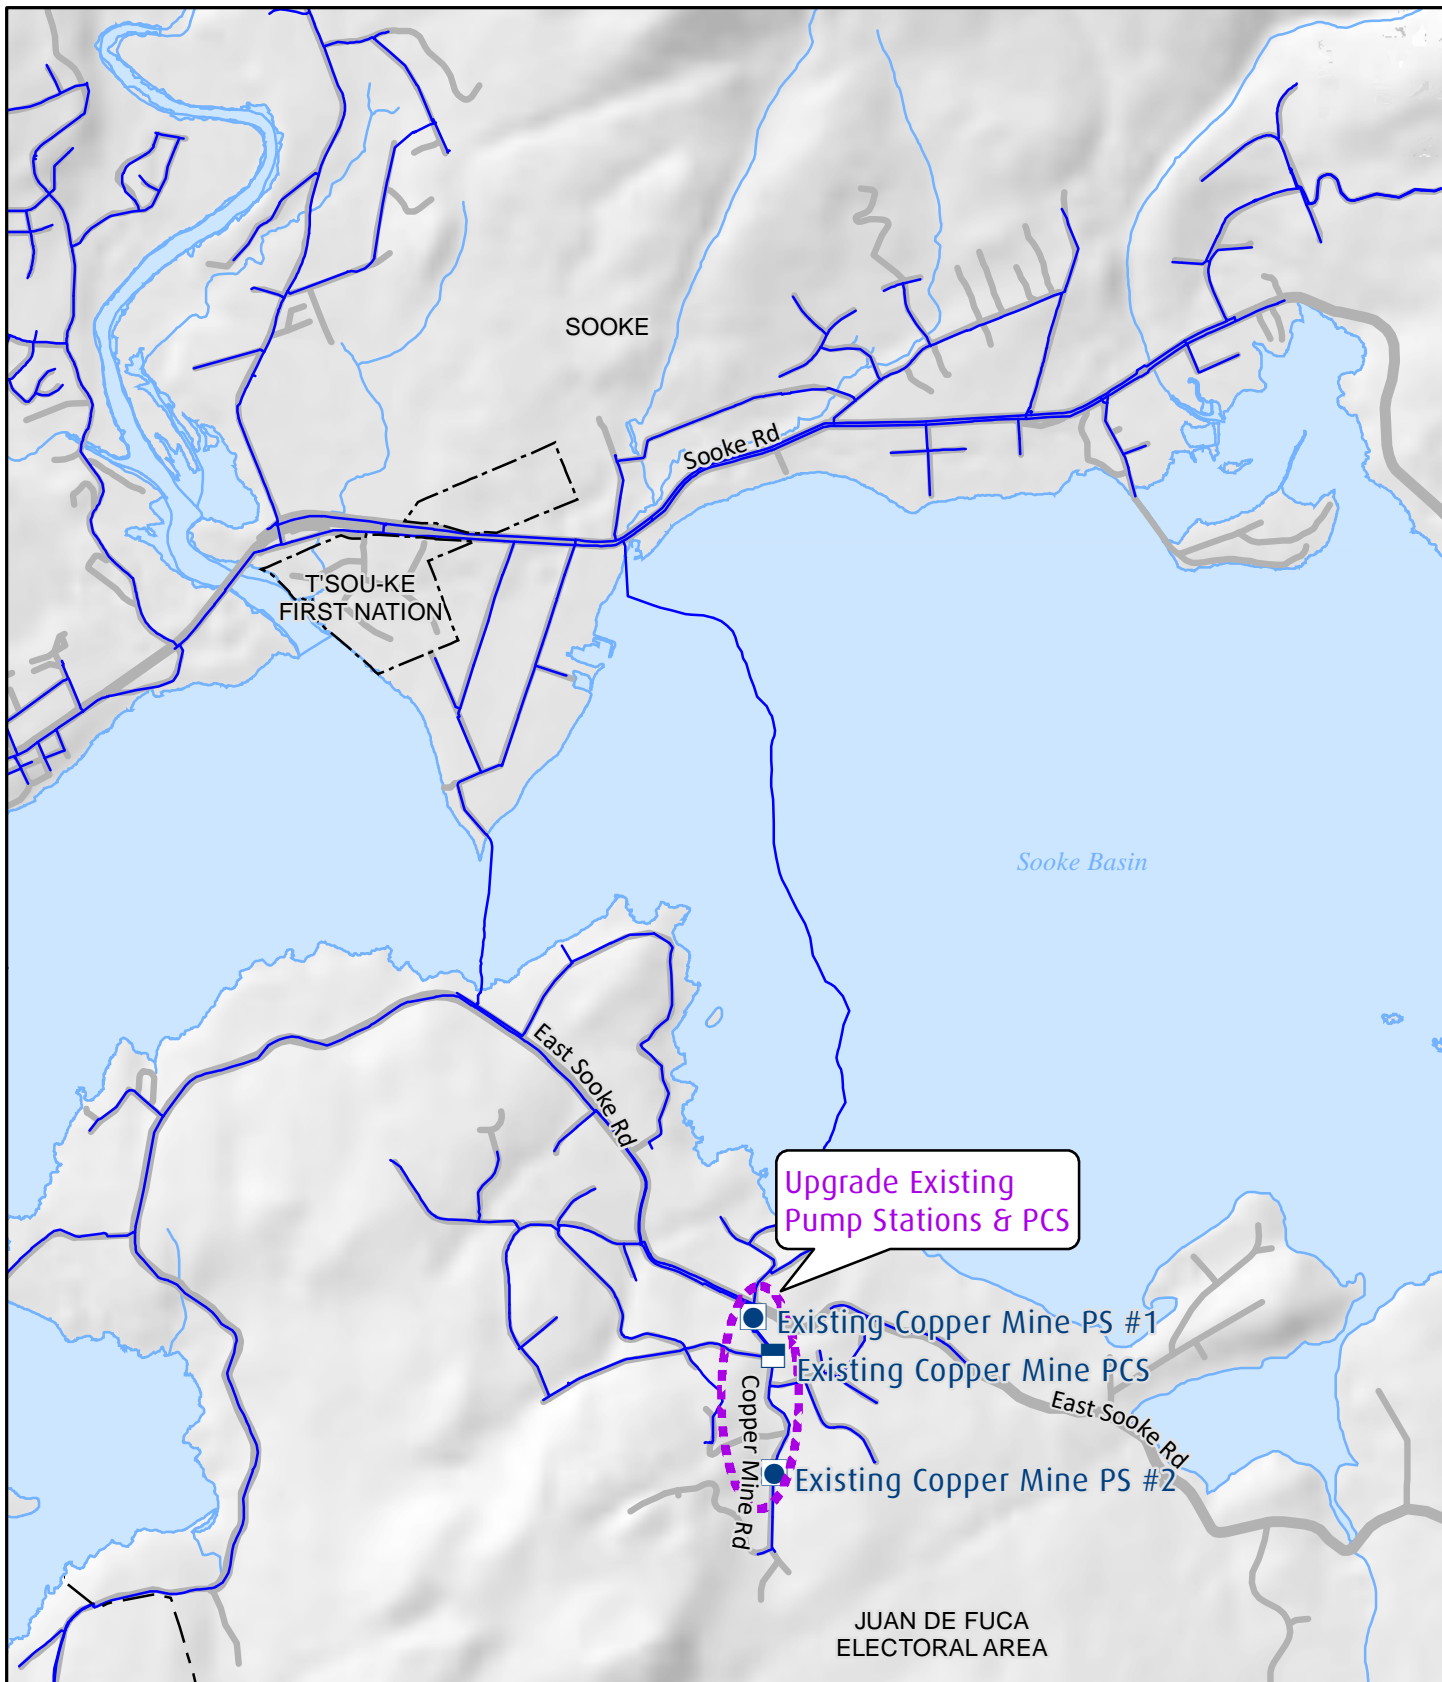 SOOKE
Sooke Rd
T'SOU-KE
FIRST NATION
Sooke Basin
East Sooke Rd
Upgrade Existing
Pump Stations & PCS
Existing Copper Mine PS #1
Existing Copper Mine PCS
Copper Mine Rd
East Sooke Rd
Existing Copper Mine PS #2
JUAN DE FUCA
ELECTORAL AREA